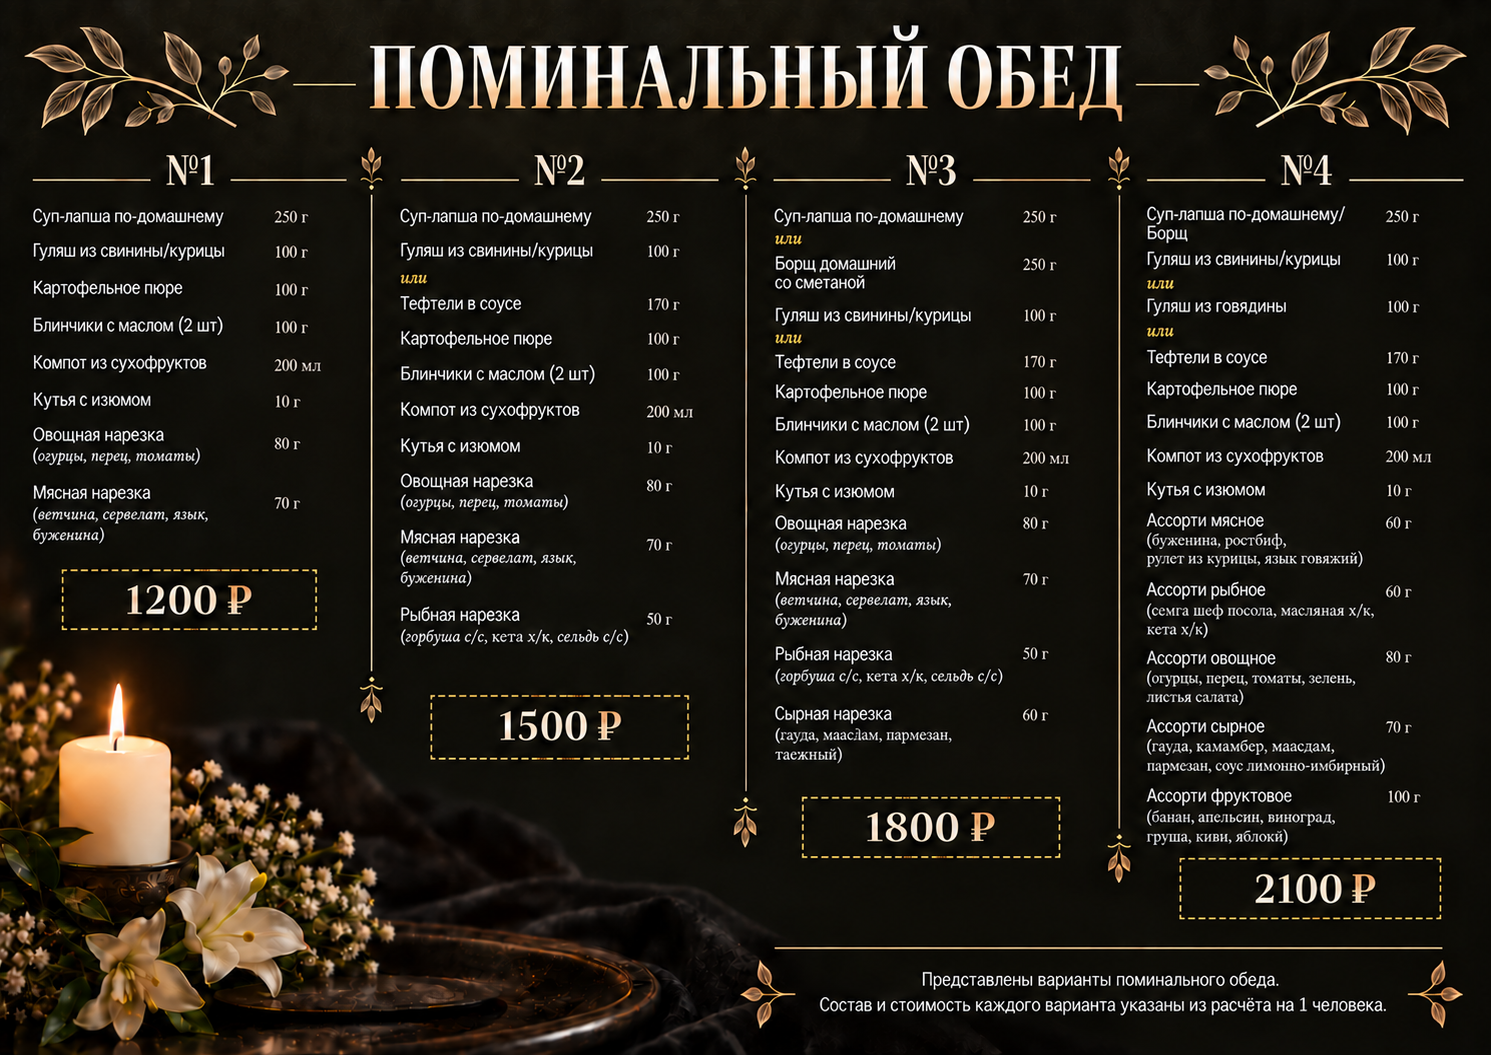 ПОМИНАЛЬНЫЙ ОБЕД
№1
Суп-лапша по-домашнему 250 г
Гуляш из свинины/курицы 100 г
Картофельное пюре 100 г
Блинчики с маслом (2 шт) 100 г
Компот из сухофруктов 200 мл
Кутья с изюмом 10 г
Овощная нарезка 80 г
(огурцы, перец, томаты)
Мясная нарезка 70 г
(ветчина, сервелат, язык,
буженина)
1200 ₽
№2
Суп-лапша по-домашнему 250 г
Гуляш из свинины/курицы 100 г
или
Тефтели в соусе 170 г
Картофельное пюре 100 г
Блинчики с маслом (2 шт) 100 г
Компот из сухофруктов 200 мл
Кутья с изюмом 10 г
Овощная нарезка 80 г
(огурцы, перец, томаты)
Мясная нарезка 70 г
(ветчина, сервелат, язык,
буженина)
Рыбная нарезка 50 г
(горбуша с/с, кета х/к, сельдь с/с)
1500 ₽
№3
Суп-лапша по-домашнему 250 г
или
Борщ домашний 250 г
со сметаной
Гуляш из свинины/курицы 100 г
или
Тефтели в соусе 170 г
Картофельное пюре 100 г
Блинчики с маслом (2 шт) 100 г
Компот из сухофруктов 200 мл
Кутья с изюмом 10 г
Овощная нарезка 80 г
(огурцы, перец, томаты)
Мясная нарезка 70 г
(ветчина, сервелат, язык,
буженина)
Рыбная нарезка 50 г
(горбуша с/с, кета х/к, сельдь с/с)
Сырная нарезка 60 г
(гауда, маасдам, пармезан,
таежный)
1800 ₽
№4
Суп-лапша по-домашнему/ 250 г
Борщ
Гуляш из свинины/курицы 100 г
или
Гуляш из говядины 100 г
или
Тефтели в соусе 170 г
Картофельное пюре 100 г
Блинчики с маслом (2 шт) 100 г
Компот из сухофруктов 200 мл
Кутья с изюмом 10 г
Ассорти мясное 60 г
(буженина, ростбиф,
рулет из курицы, язык говяжий)
Ассорти рыбное 60 г
(семга шеф посола, масляная х/к,
кета х/к)
Ассорти овощное 80 г
(огурцы, перец, томаты, зелень,
листья салата)
Ассорти сырное 70 г
(гауда, камамбер, маасдам,
пармезан, соус лимонно-имбирный)
Ассорти фруктовое 100 г
(банан, апельсин, виноград,
груша, киви, яблокй)
2100 ₽
Представлены варианты поминального обеда.
Состав и стоимость каждого варианта указаны из расчёта на 1 человека.